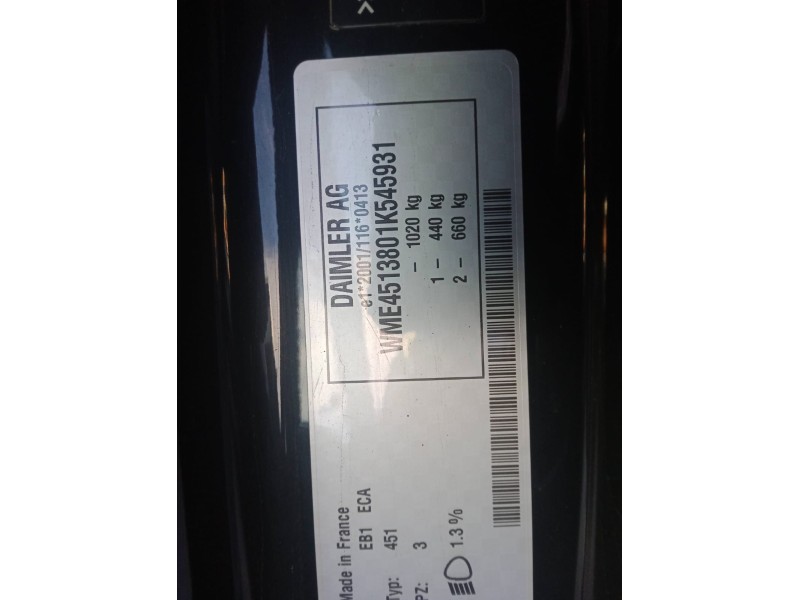 DAIMLER AG
e1*2001/116*0413
WME4513801K545931
– 1020 kg
1 – 440 kg
2 – 660 kg
Made in France
EB1 ECA
Typ: 451
PZ: 3
1.3 %